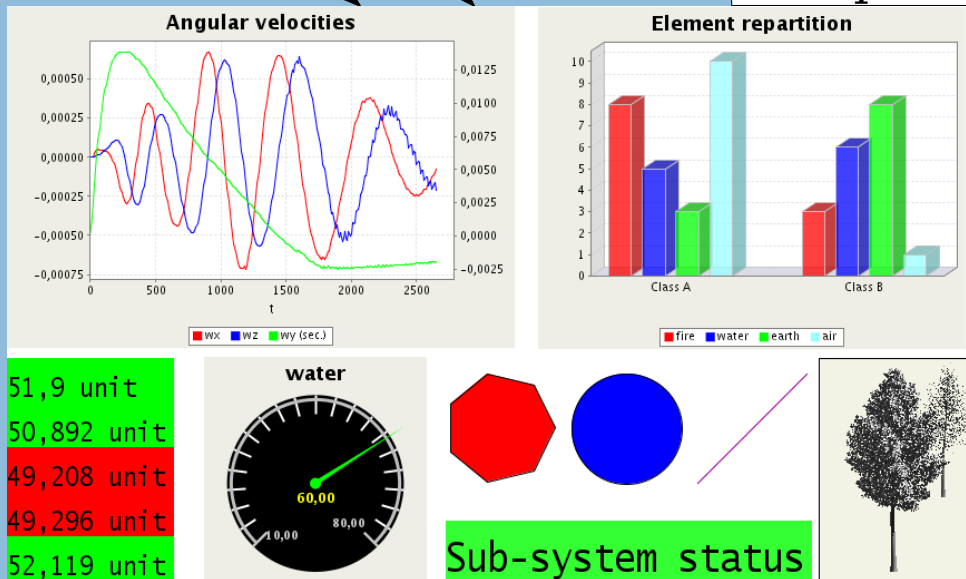 Angular velocities
0,00050
0,00025
0,00000
-0,00025
-0,00050
-0,00075
0,0125
0,0100
0,0075
0,0050
0,0025
0,0000
-0,0025
0 500 1000 1500 2000 2500
t
wx wz wy (sec.)
Element repartition
10
9
8
7
6
5
4
3
2
1
0
Class A Class B
fire water earth air
51,9 unit
50,892 unit
49,208 unit
49,296 unit
52,119 unit
water
60,00
10,00 80,00
Sub-system status